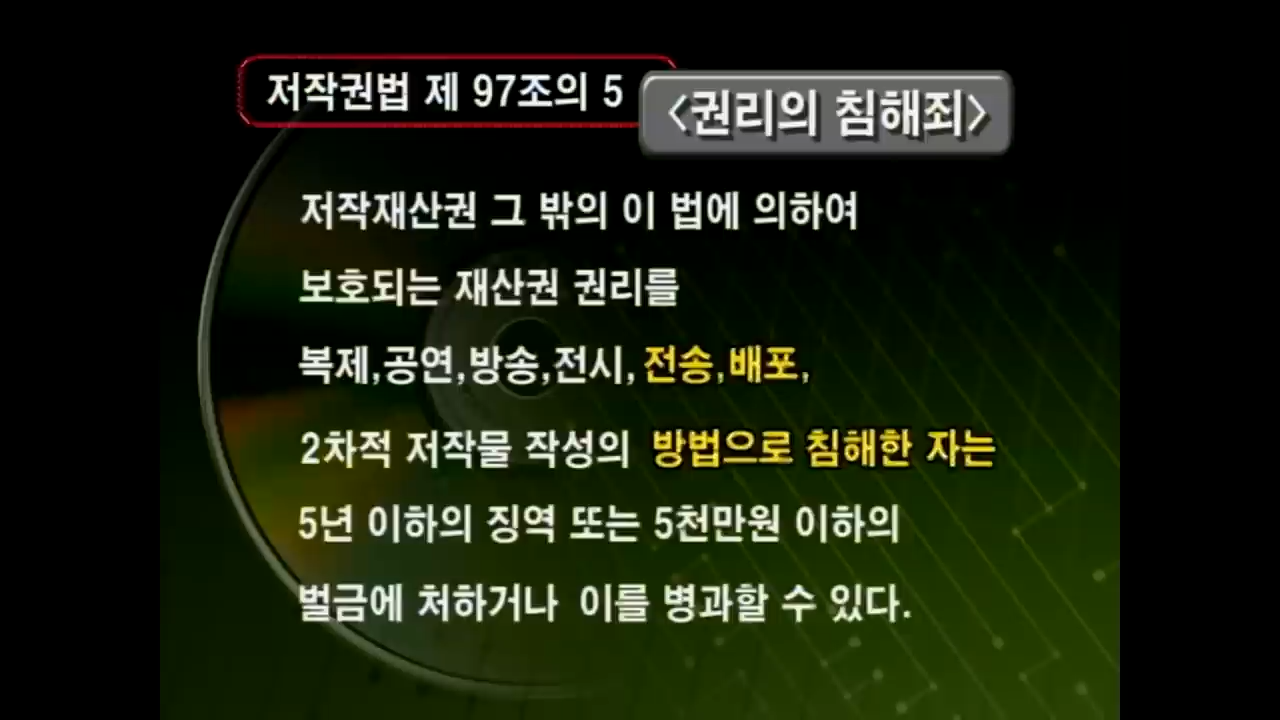 저작권법 제 97조의 5
<권리의 침해죄>
저작재산권 그 밖의 이 법에 의하여
보호되는 재산권 권리를
복제,공연,방송,전시, 전송,배포,
2차적 저작물 작성의 방법으로 침해한 자는
5년 이하의 징역 또는 5천만원 이하의
벌금에 처하거나 이를 병과할 수 있다.